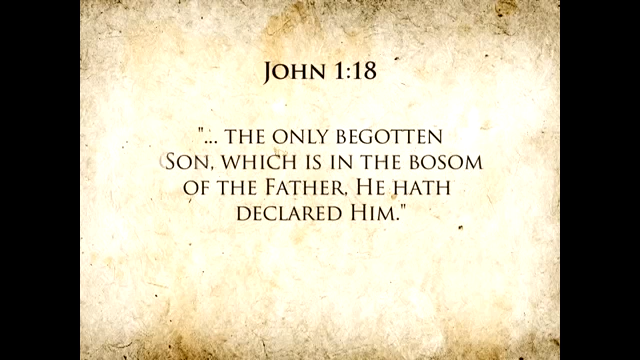 John 1:18
"... the only begotten
Son, which is in the bosom
of the Father, He hath
declared Him."